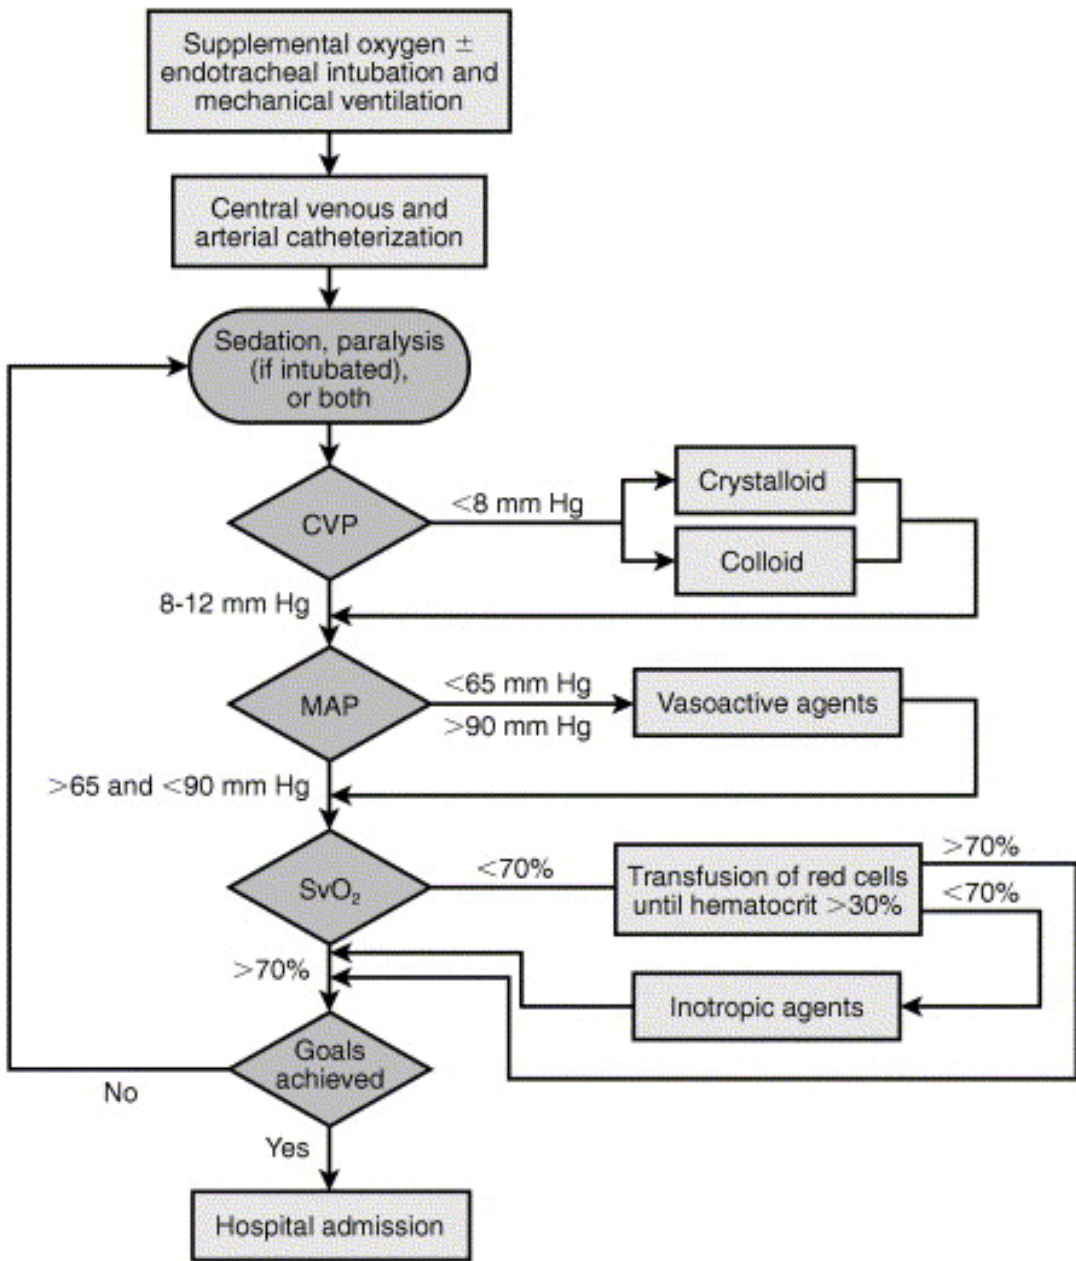 Supplemental oxygen ±
endotracheal intubation and
mechanical ventilation
Central venous and
arterial catheterization
Sedation, paralysis
(if intubated),
or both
CVP
<8 mm Hg
Crystalloid
Colloid
8-12 mm Hg
MAP
<65 mm Hg
>90 mm Hg
Vasoactive agents
>65 and <90 mm Hg
SvO₂
<70%
Transfusion of red cells
until hematocrit >30%
>70%
<70%
>70%
Inotropic agents
Goals
achieved
No
Yes
Hospital admission